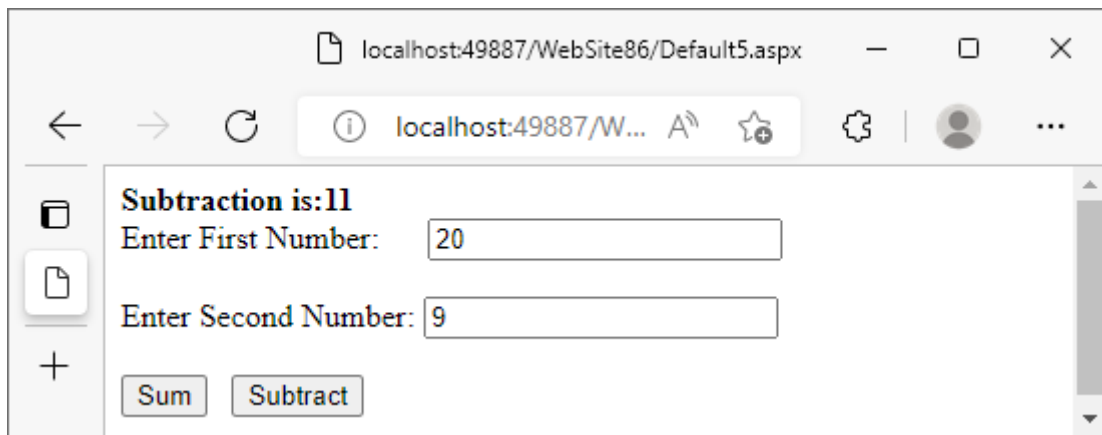 localhost:49887/WebSite86/Default5.aspx
localhost:49887/W...
Subtraction is:11
Enter First Number: 20
Enter Second Number: 9
Sum Subtract